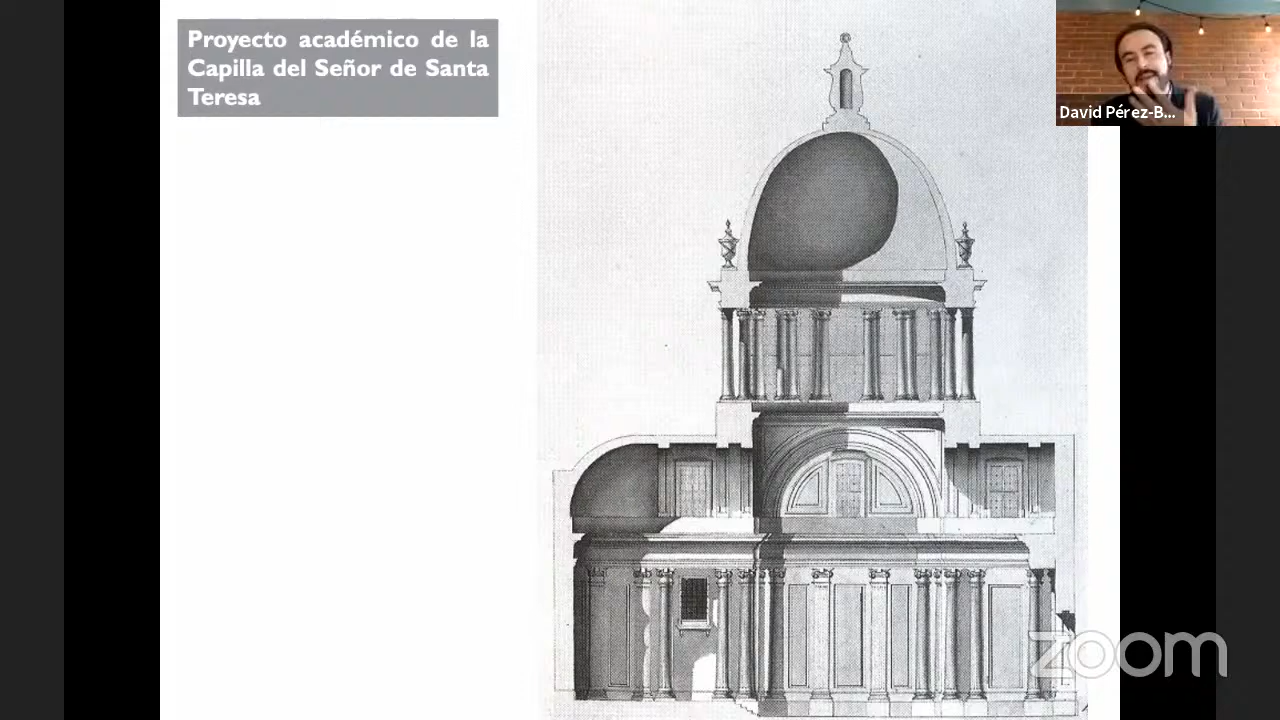 Proyecto académico de la
Capilla del Señor de Santa
Teresa
David Pérez-B...
zoom